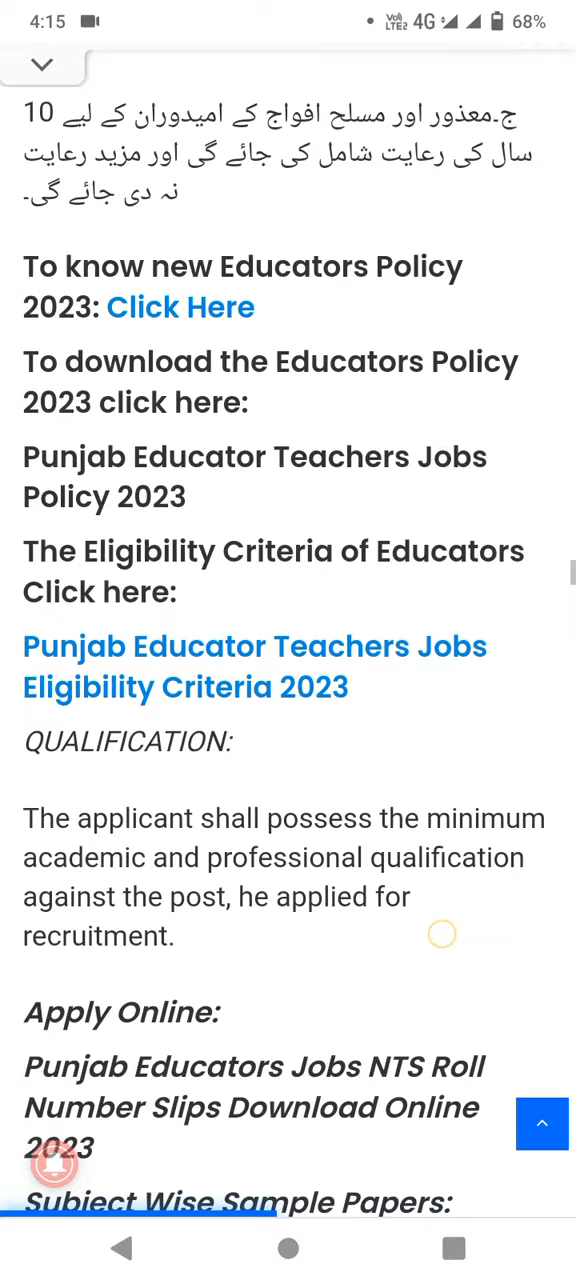 4:15
Vo)) LTE2 4G 68%
ج۔معذور اور مسلح افواج کے امیدوران کے لیے 10
سال کی رعایت شامل کی جائے گی اور مزید رعایت
نہ دی جائے گی۔
To know new Educators Policy
2023: Click Here
To download the Educators Policy
2023 click here:
Punjab Educator Teachers Jobs
Policy 2023
The Eligibility Criteria of Educators
Click here:
Punjab Educator Teachers Jobs
Eligibility Criteria 2023
QUALIFICATION:
The applicant shall possess the minimum
academic and professional qualification
against the post, he applied for
recruitment.
Apply Online:
Punjab Educators Jobs NTS Roll
Number Slips Download Online
2023
Subject Wise Sample Papers: